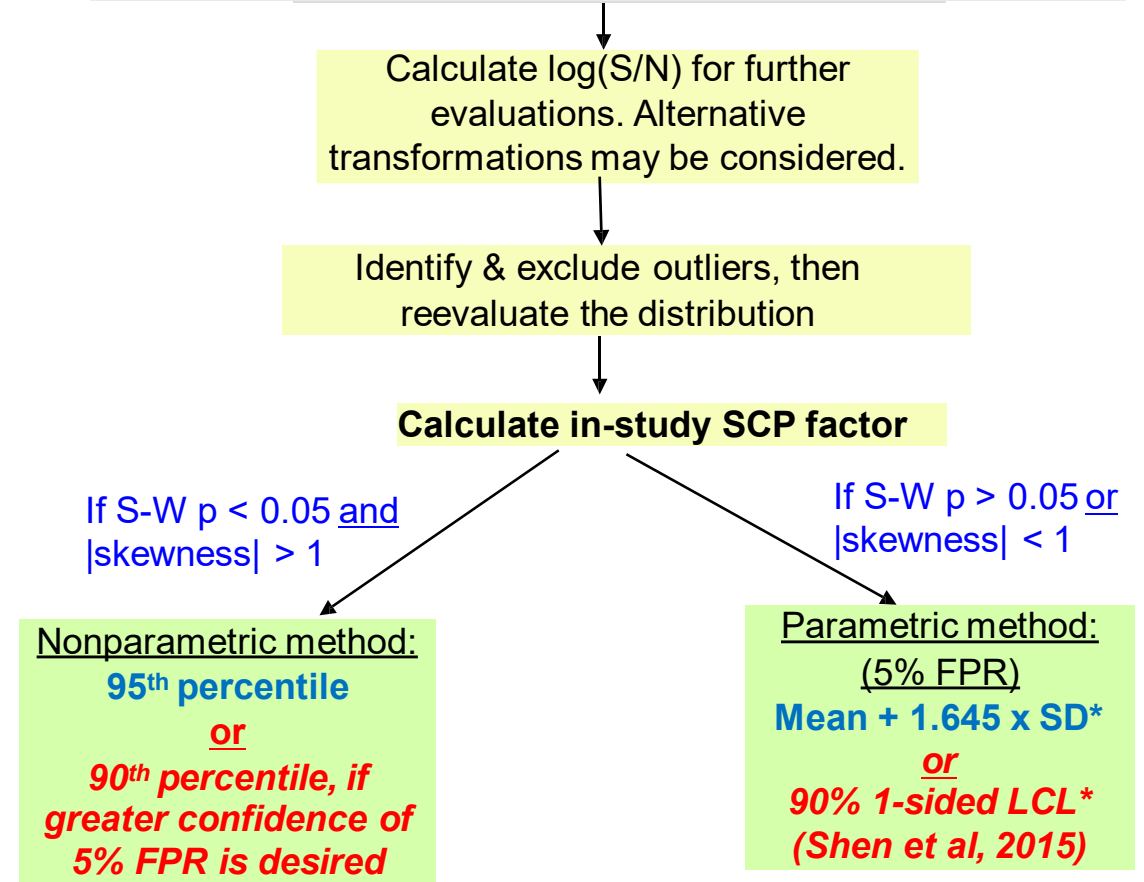 Calculate log(S/N) for further
evaluations. Alternative
transformations may be considered.
Identify & exclude outliers, then
reevaluate the distribution
Calculate in-study SCP factor
If S-W p < 0.05 and
|skewness| > 1
If S-W p > 0.05 or
|skewness| < 1
Nonparametric method:
95th percentile
or
90th percentile, if
greater confidence of
5% FPR is desired
Parametric method:
(5% FPR)
Mean + 1.645 x SD*
or
90% 1-sided LCL*
(Shen et al, 2015)